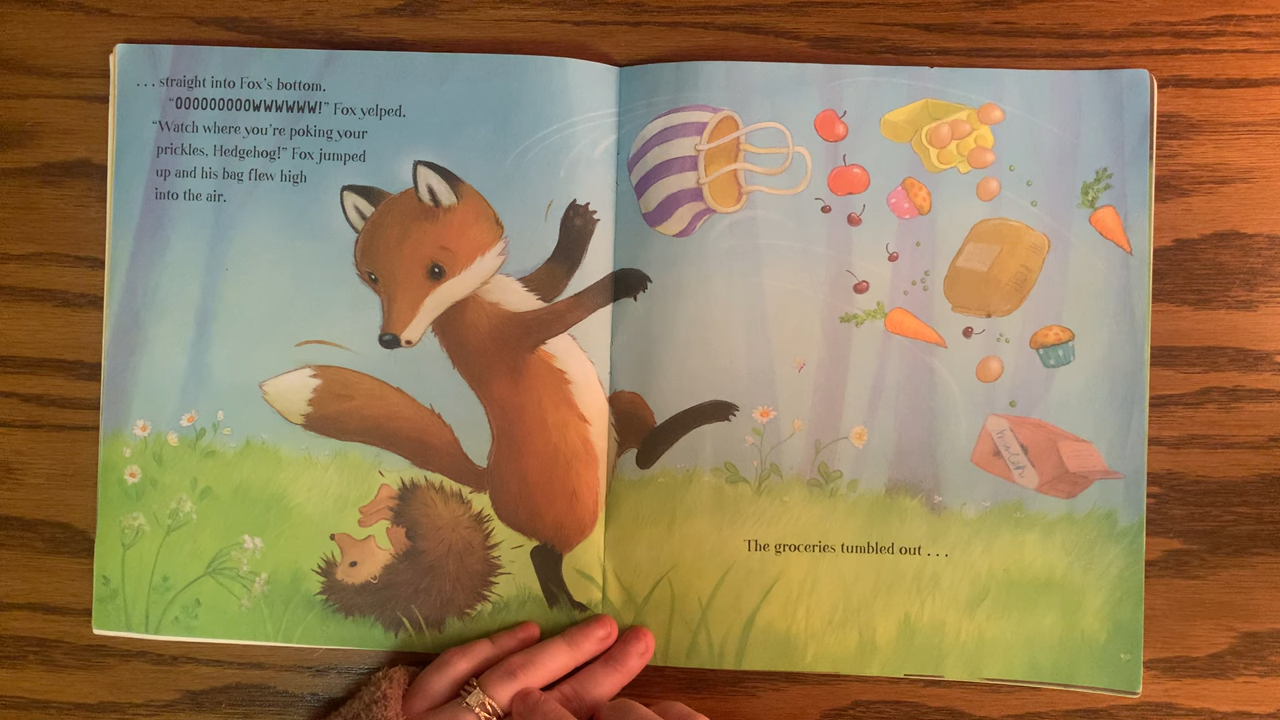 . . . straight into Fox's bottom.
"OOOOOOOOOWWWWWW!" Fox yelped.
"Watch where you're poking your
prickles, Hedgehog!" Fox jumped
up and his bag flew high
into the air.
The groceries tumbled out . . .